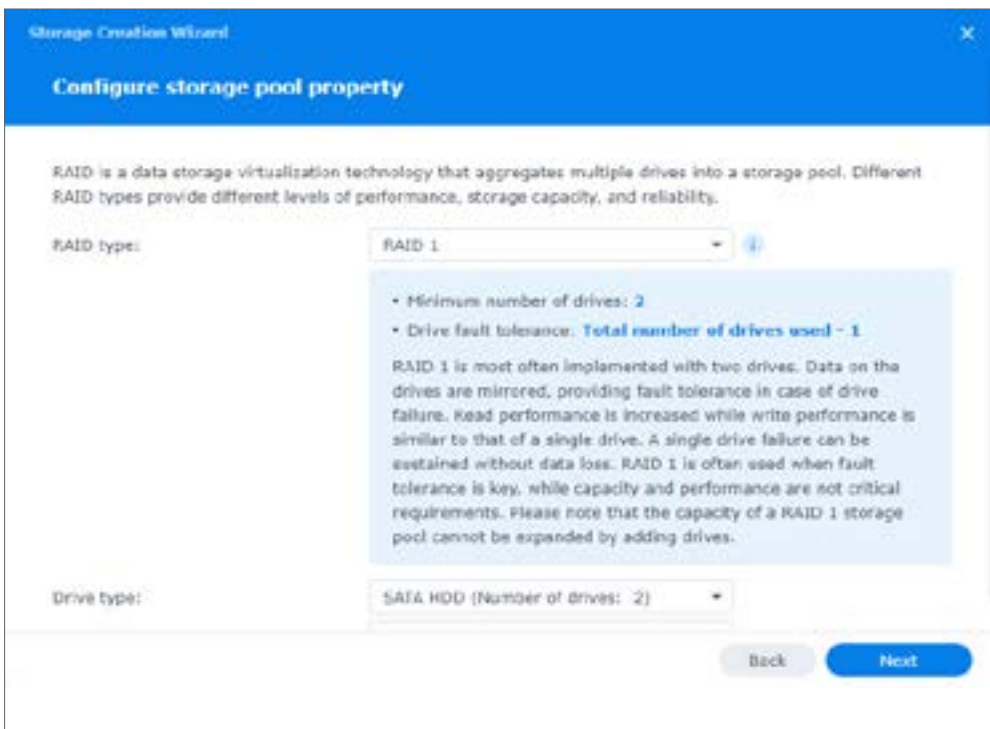 Storage Creation Wizard
Configure storage pool property
RAID is a data storage virtualization technology that aggregates multiple drives into a storage pool. Different
RAID types provide different levels of performance, storage capacity, and reliability.
RAID type:
RAID 1
• Minimum number of drives: 2
• Drive fault tolerance: Total number of drives used - 1
RAID 1 is most often implemented with two drives. Data on the
drives are mirrored, providing fault tolerance in case of drive
failure. Read performance is increased while write performance is
similar to that of a single drive. A single drive failure can be
sustained without data loss. RAID 1 is often used when fault
tolerance is key, while capacity and performance are not critical
requirements. Please note that the capacity of a RAID 1 storage
pool cannot be expanded by adding drives.
Drive type:
SATA HDD (Number of drives: 2)
Back
Next